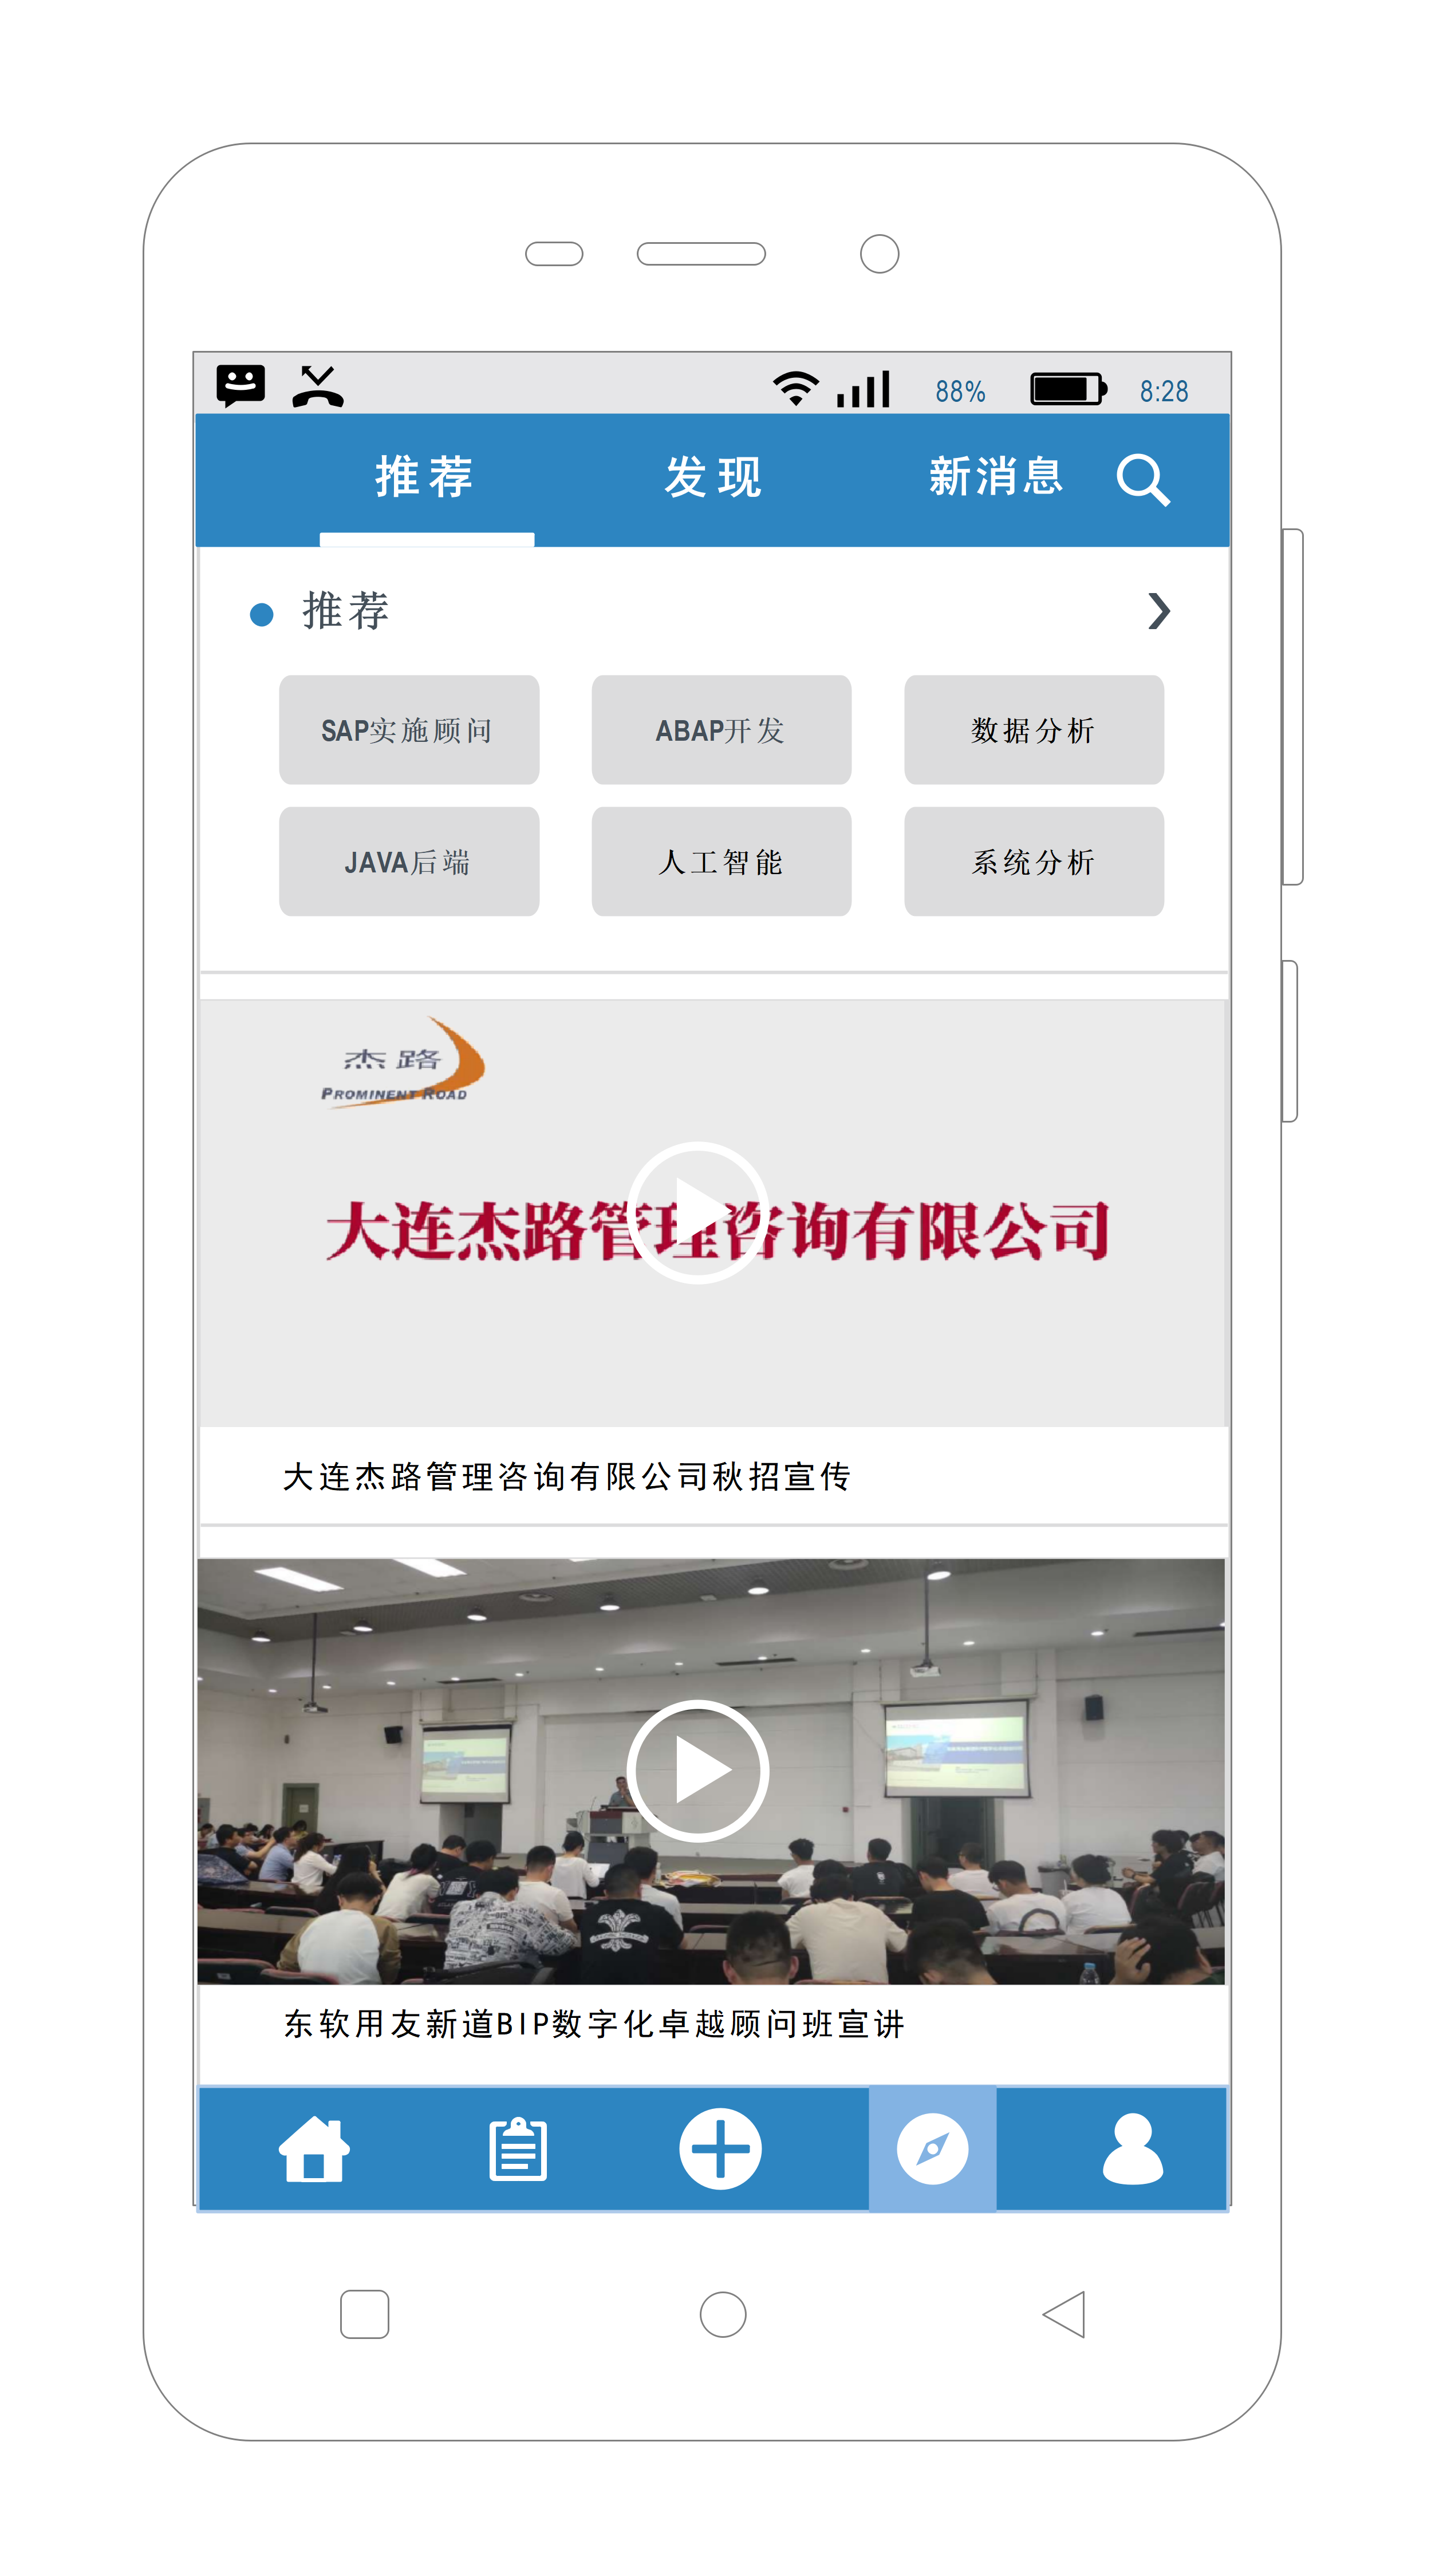 88% 8:28
推荐 发现 新消息
推荐
SAP实施顾问 ABAP开发 数据分析
JAVA后端 人工智能 系统分析
杰路
PROMINENT ROAD
大连杰路管理咨询有限公司
大连杰路管理咨询有限公司秋招宣传
东软用友新道BIP数字化卓越顾问班宣讲